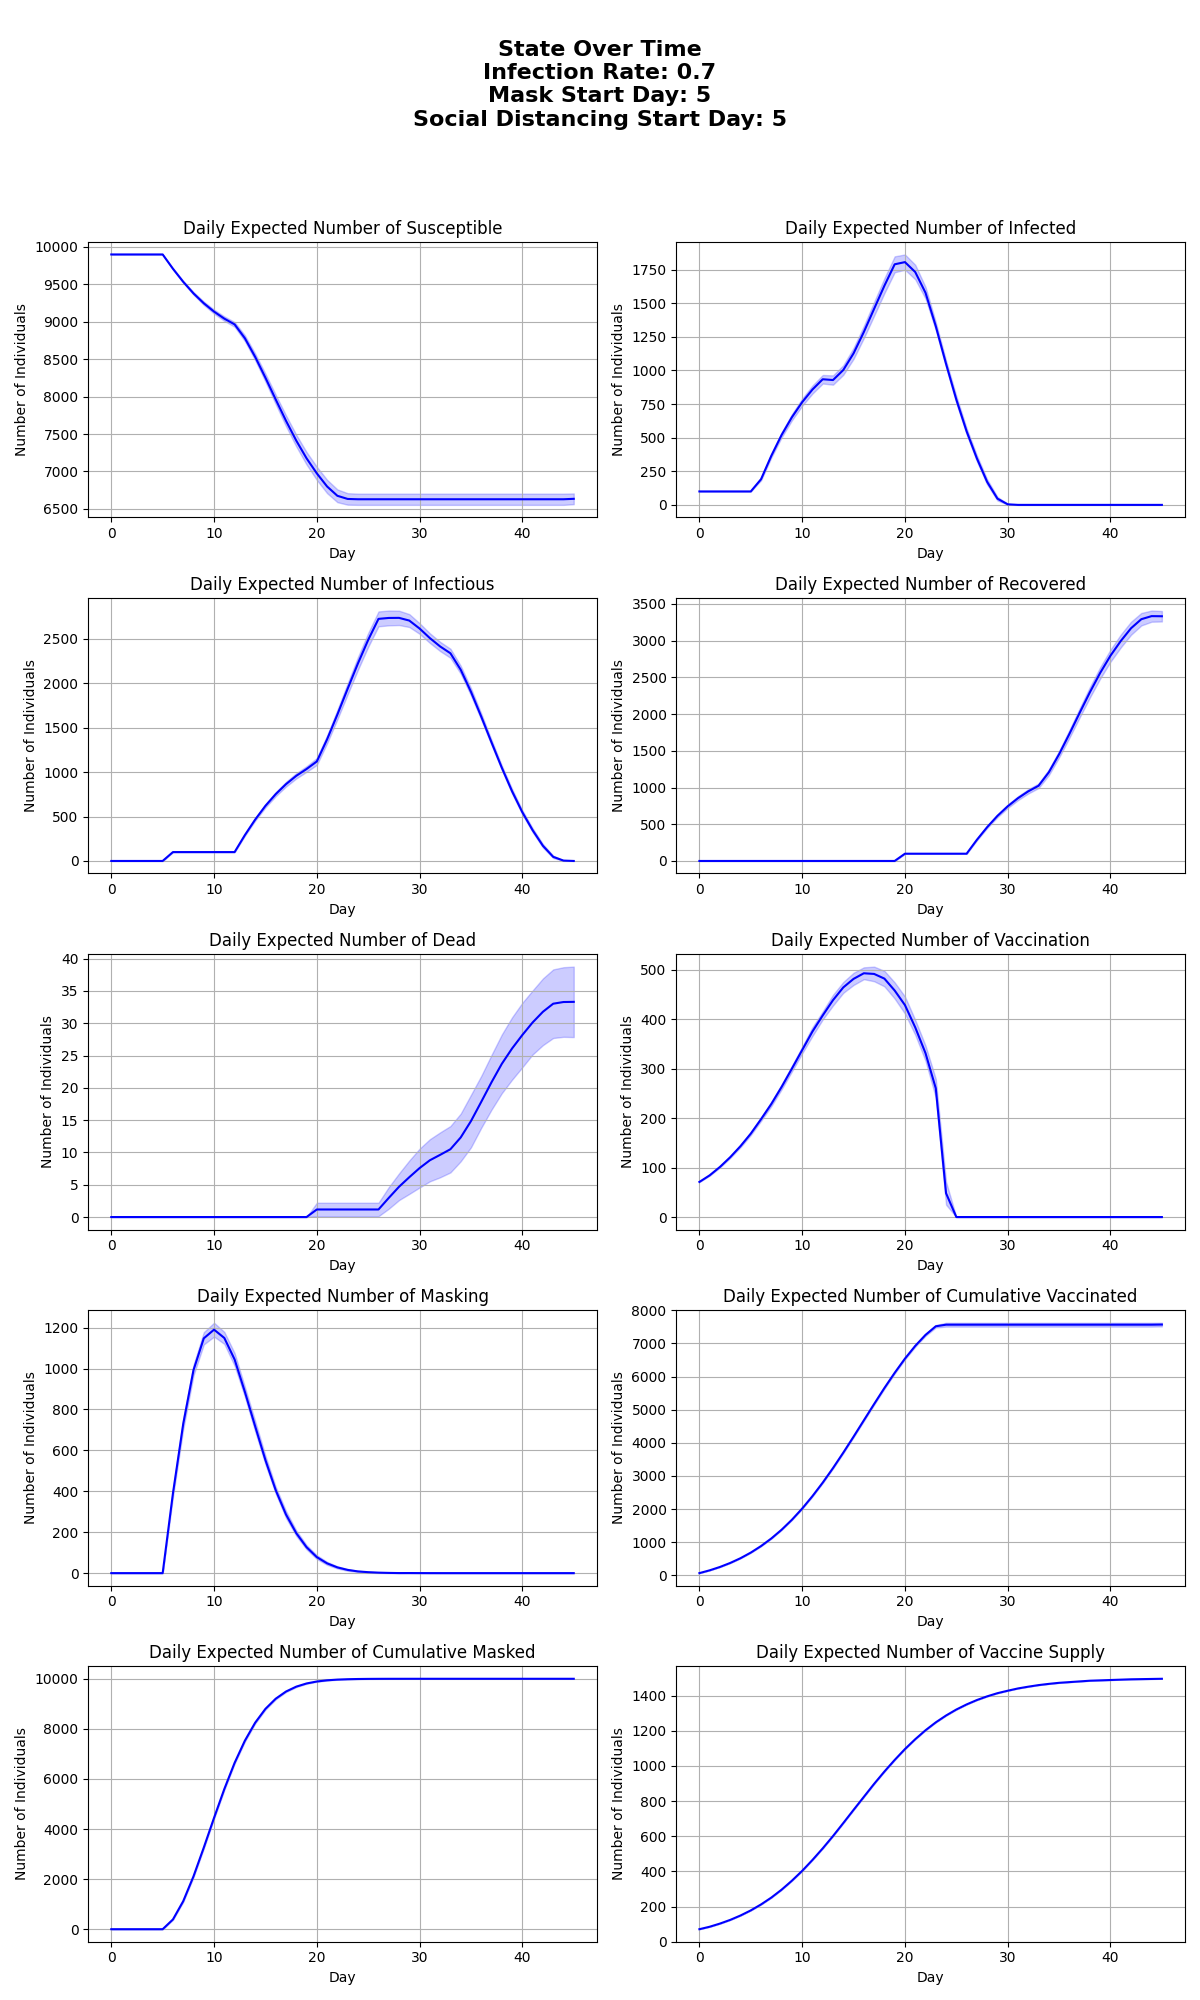 State Over Time
Infection Rate: 0.7
Mask Start Day: 5
Social Distancing Start Day: 5
Daily Expected Number of Susceptible
Number of Individuals
10000
9500
9000
8500
8000
7500
7000
6500
0 10 20 30 40
Day
Daily Expected Number of Infected
Number of Individuals
1750
1500
1250
1000
750
500
250
0
0 10 20 30 40
Day
Daily Expected Number of Infectious
Number of Individuals
2500
2000
1500
1000
500
0
0 10 20 30 40
Day
Daily Expected Number of Recovered
Number of Individuals
3500
3000
2500
2000
1500
1000
500
0
0 10 20 30 40
Day
Daily Expected Number of Dead
Number of Individuals
40
35
30
25
20
15
10
5
0
0 10 20 30 40
Day
Daily Expected Number of Vaccination
Number of Individuals
500
400
300
200
100
0
0 10 20 30 40
Day
Daily Expected Number of Masking
Number of Individuals
1200
1000
800
600
400
200
0
0 10 20 30 40
Day
Daily Expected Number of Cumulative Vaccinated
Number of Individuals
8000
7000
6000
5000
4000
3000
2000
1000
0
0 10 20 30 40
Day
Daily Expected Number of Cumulative Masked
Number of Individuals
10000
8000
6000
4000
2000
0
0 10 20 30 40
Day
Daily Expected Number of Vaccine Supply
Number of Individuals
1400
1200
1000
800
600
400
200
0
0 10 20 30 40
Day